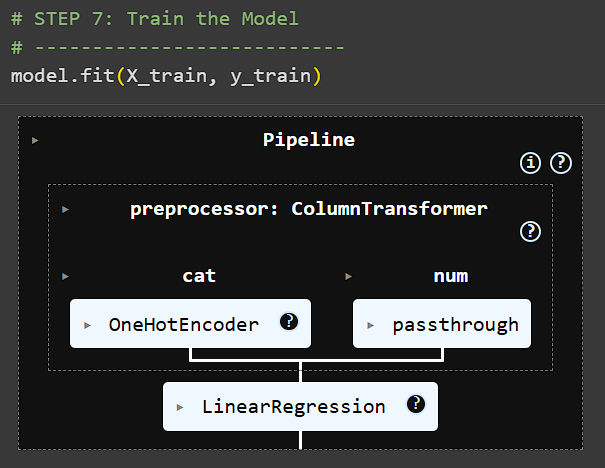 # STEP 7: Train the Model
# ---------------------------
model.fit(X_train, y_train)
Pipeline
i ?
preprocessor: ColumnTransformer
?
cat num
OneHotEncoder ? passthrough
LinearRegression ?